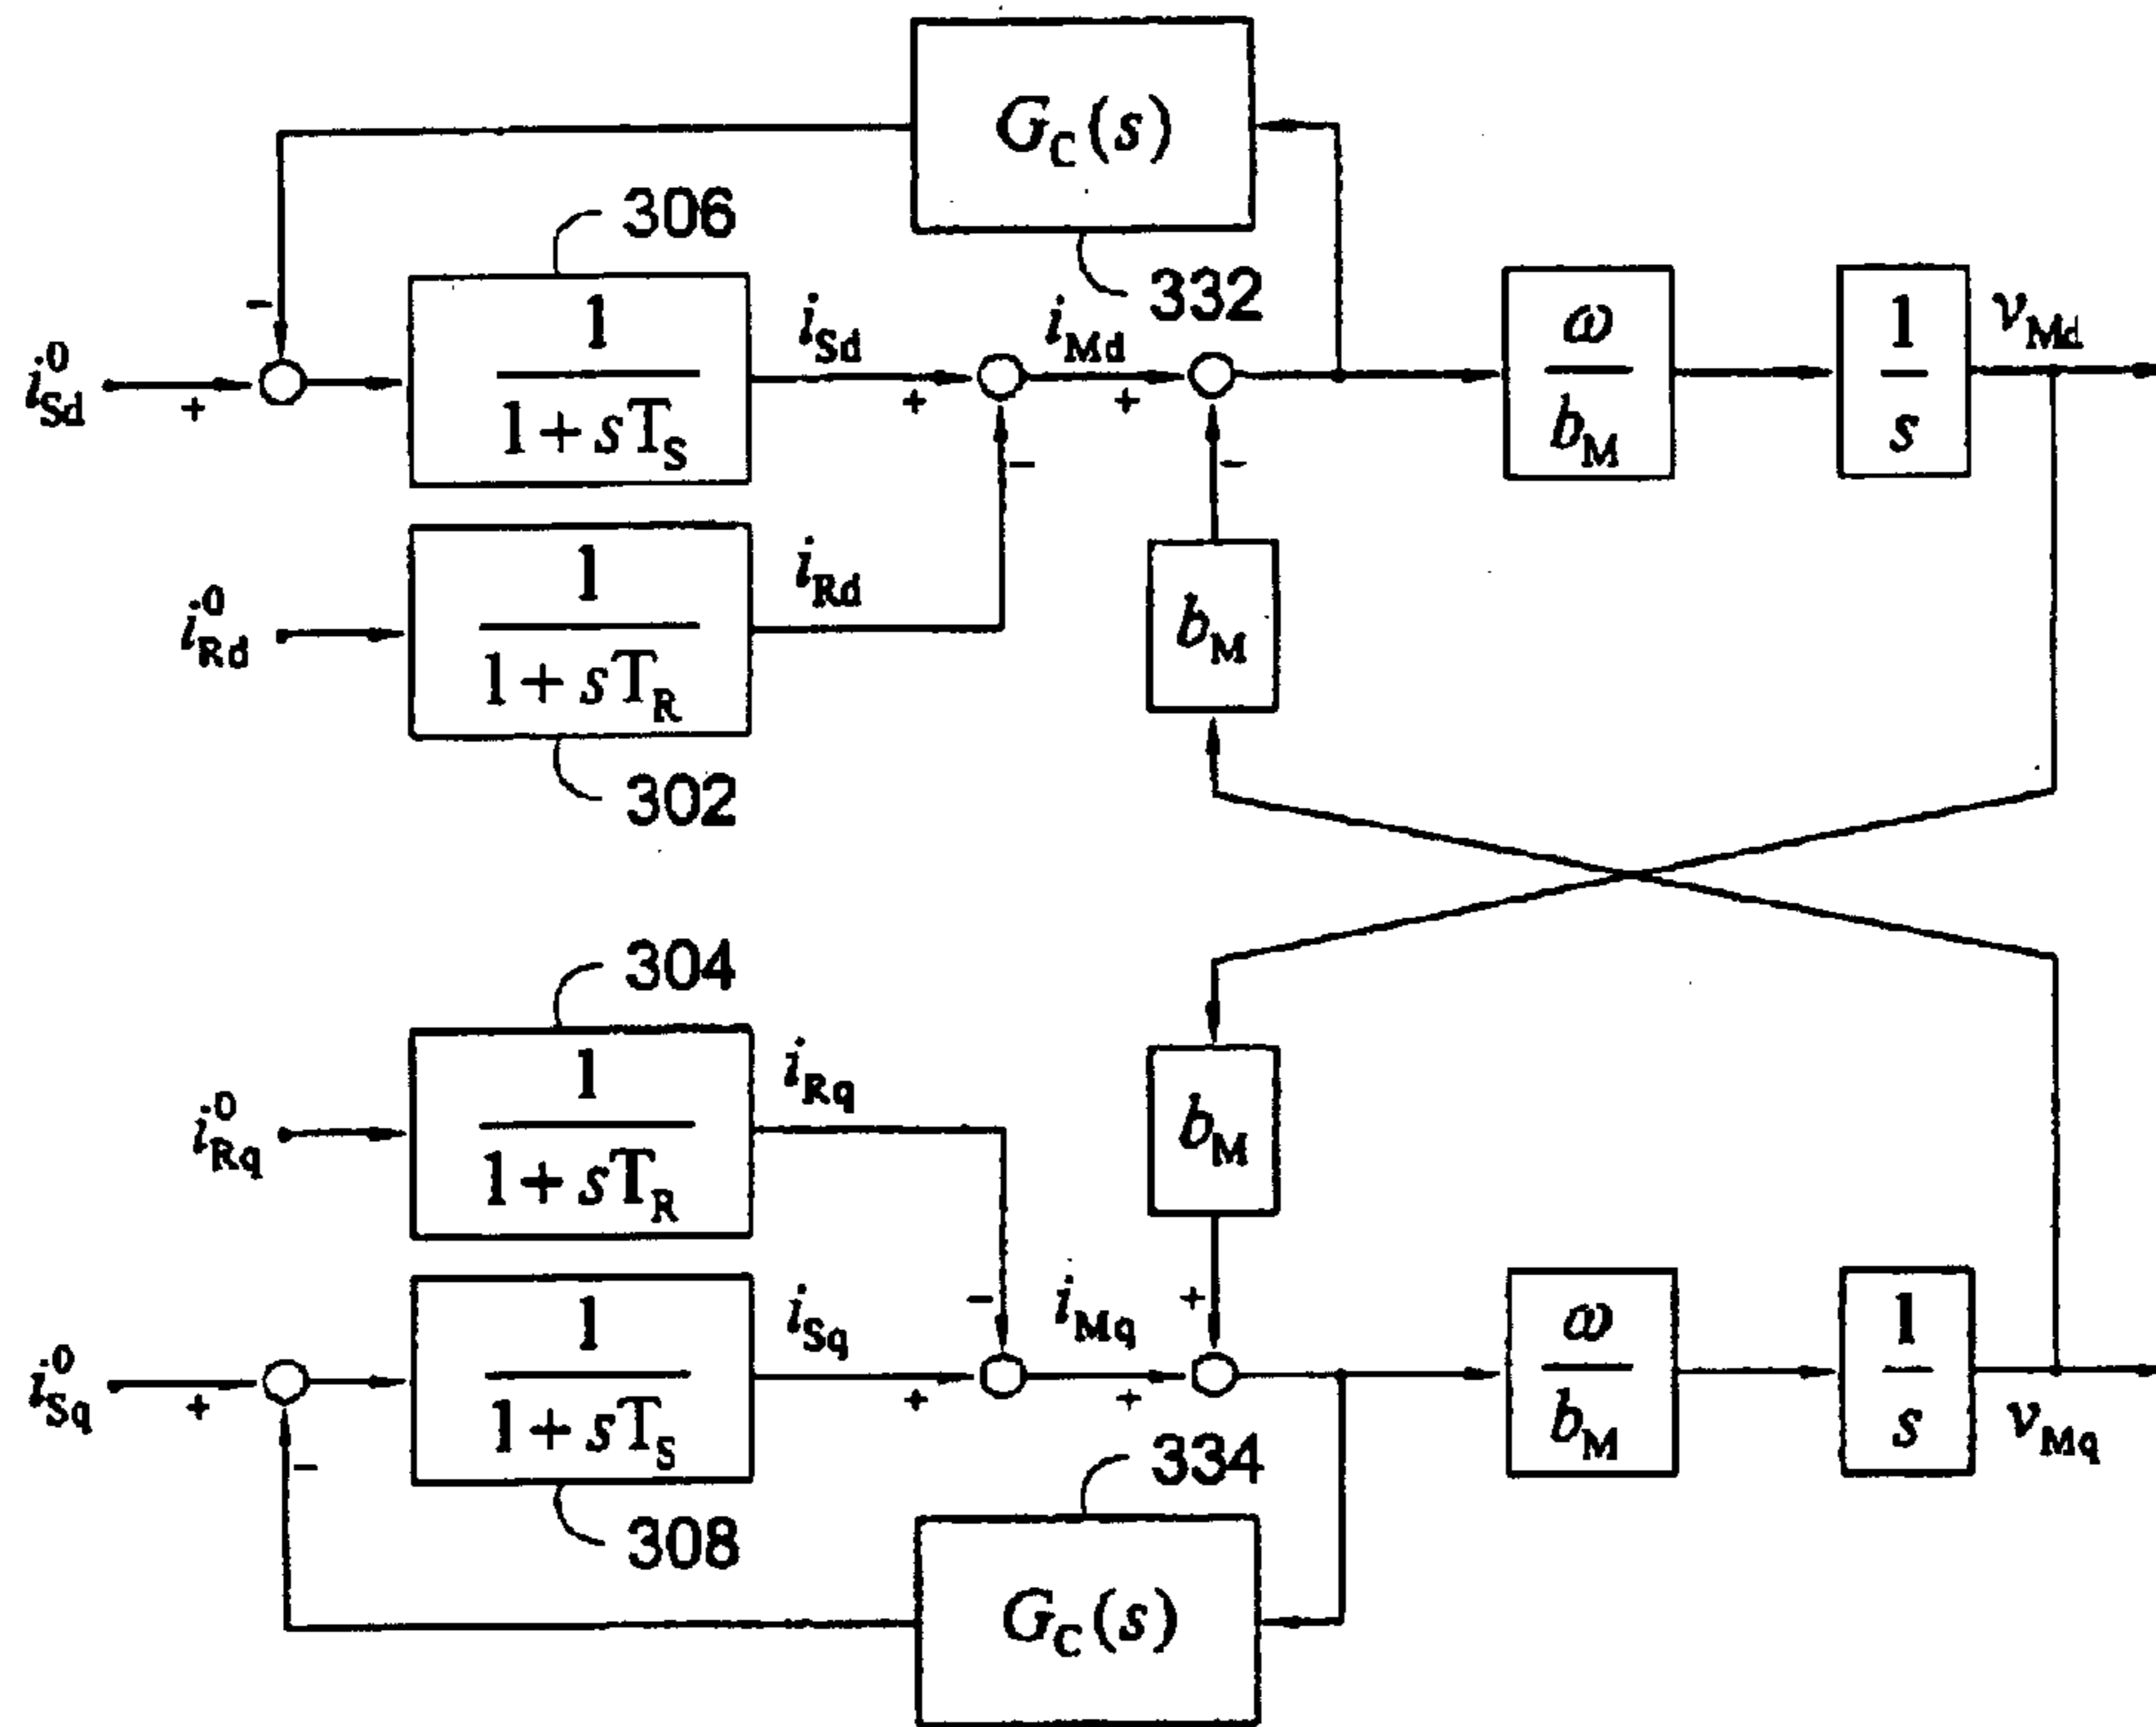 G_C(s)
306
332
i_Sd^0
+
−
1
1+sT_S
i_Sd
+
−
i_Md
+
−
ω
b_M
1
s
v_Md
i_Rd^0
1
1+sT_R
i_Rd
302
b_M
304
i_Rq^0
1
1+sT_R
i_Rq
b_M
i_Sq^0
+
−
1
1+sT_S
i_Sq
−
+
i_Mq
+
+
ω
b_M
1
s
v_Mq
308
334
G_C(s)